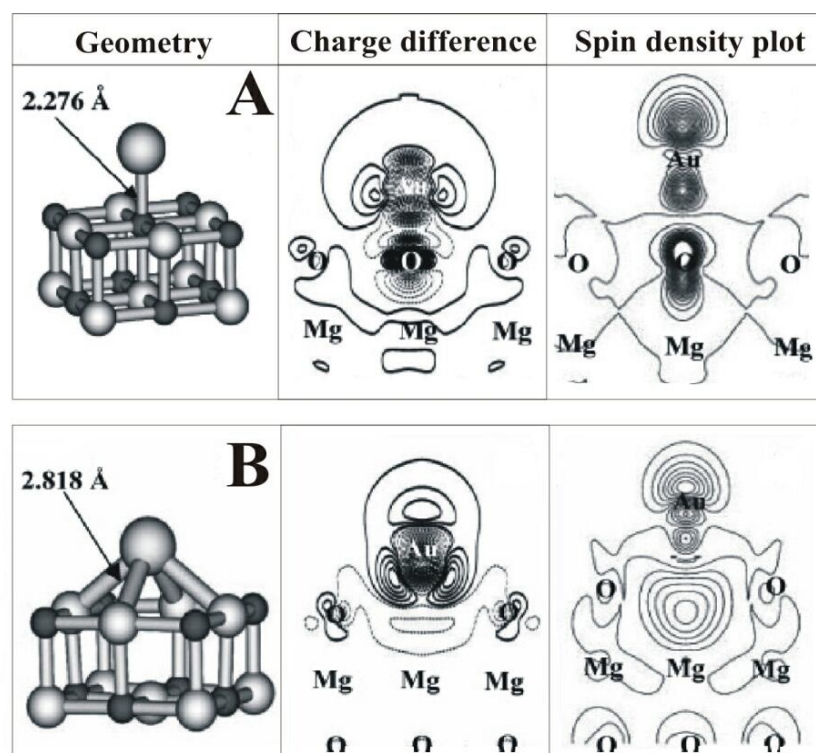 Geometry Charge difference Spin density plot
A
2.276 Å
Au
Au
O O O
O O O
Mg Mg Mg
Mg Mg Mg
B
2.818 Å
Au
Au
O O
O O
Mg Mg Mg
Mg Mg Mg
O O O
O O O